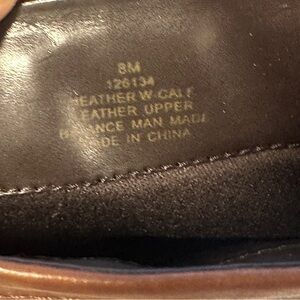 8M
126134
HEATHER W-CALF
LEATHER UPPER
BALANCE MAN MADE
MADE IN CHINA